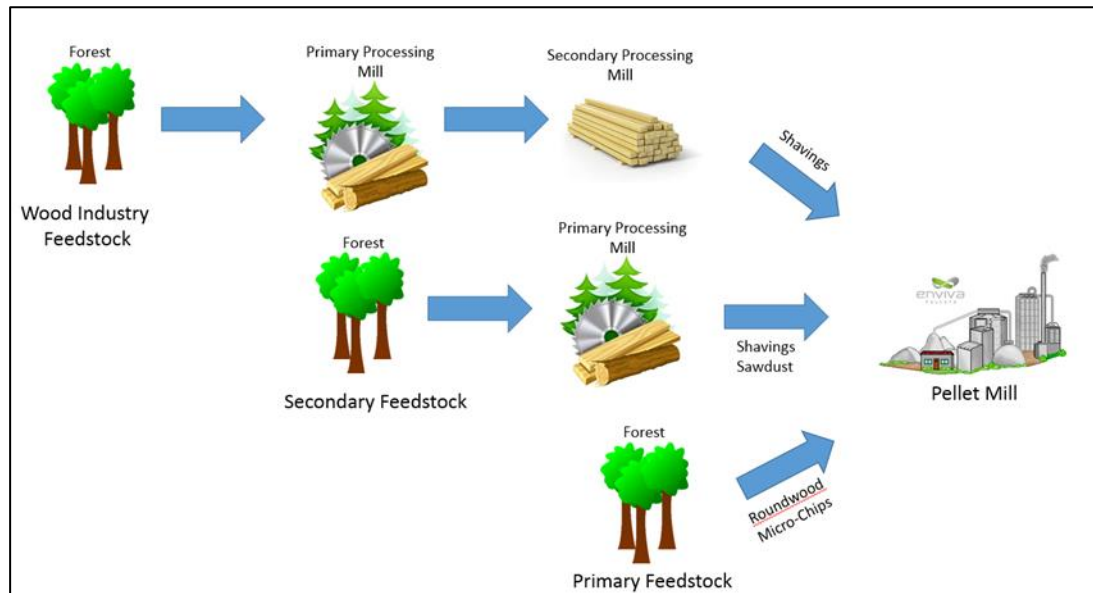 Forest
Primary Processing
Mill
Secondary Processing
Mill
Shavings
Wood Industry
Feedstock
Forest
Primary Processing
Mill
Shavings
Sawdust
Secondary Feedstock
enviva
Pellet Mill
Forest
Roundwood
Micro-Chips
Primary Feedstock